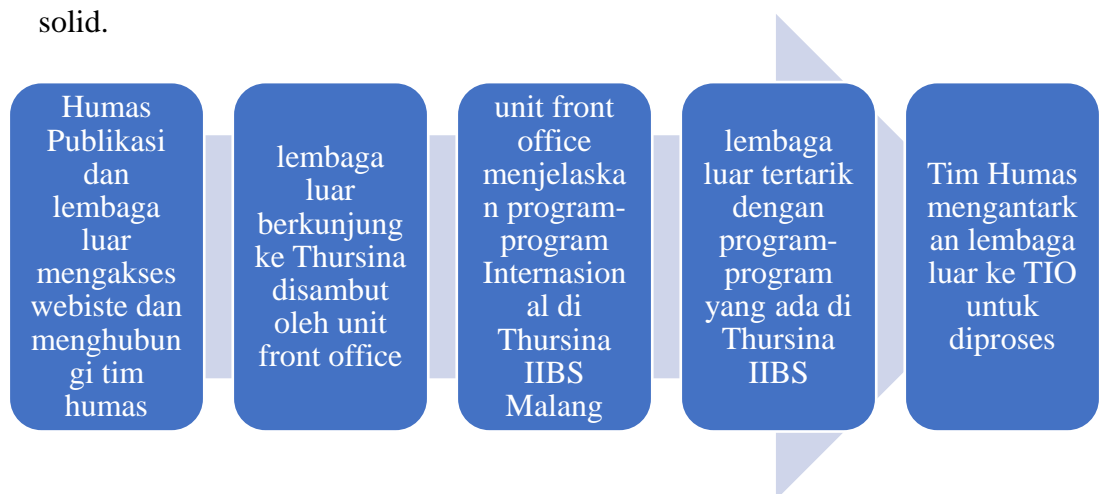 solid.
Humas
Publikasi
dan
lembaga
luar
mengakses
webiste dan
menghubun
gi tim
humas
lembaga
luar
berkunjung
ke Thursina
disambut
oleh unit
front office
unit front
office
menjelaska
n program-
program
Internasion
al di
Thursina
IIBS
Malang
lembaga
luar tertarik
dengan
program-
program
yang ada di
Thursina
IIBS
Tim Humas
mengantark
an lembaga
luar ke TIO
untuk
diproses